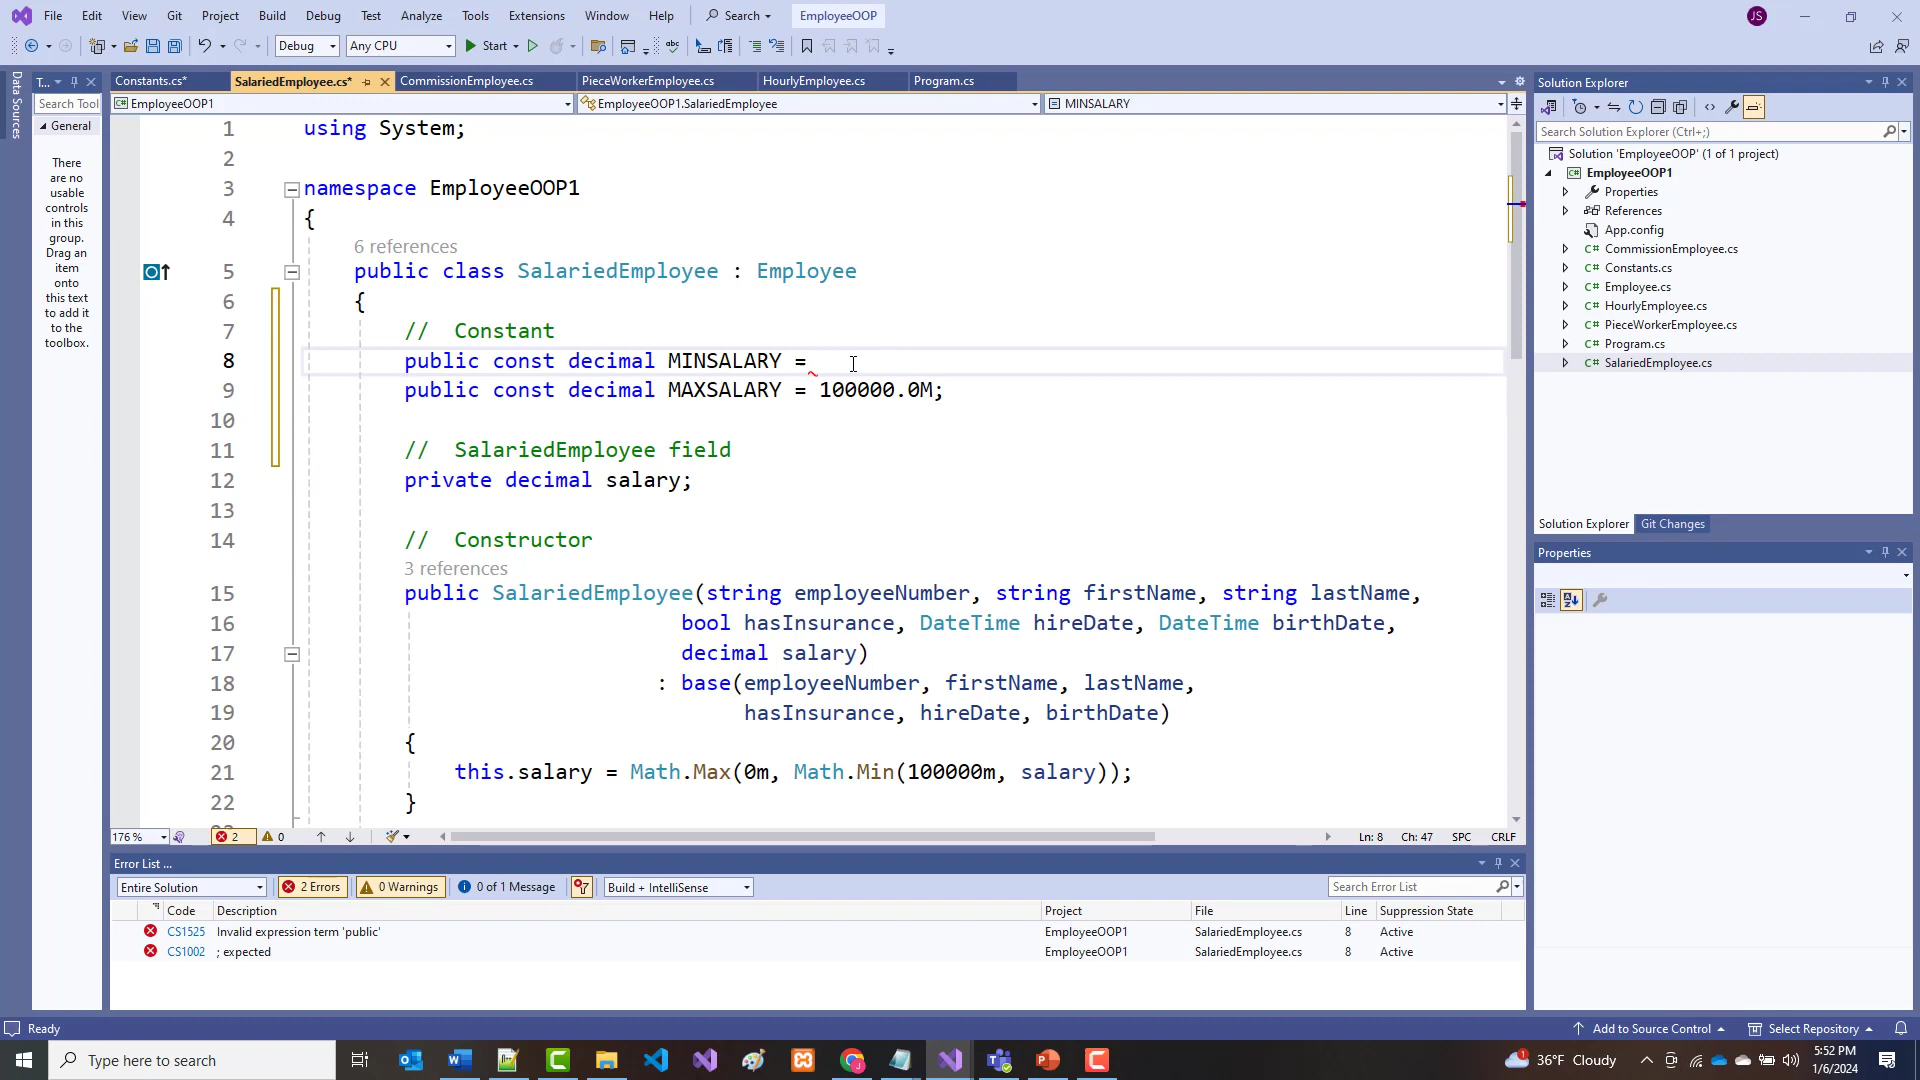 File Edit View Git Project Build Debug Test Analyze Tools Extensions Window Help Search EmployeeOOP JS
Debug Any CPU Start
Data Sources
T... Constants.cs* SalariedEmployee.cs* CommissionEmployee.cs PieceWorkerEmployee.cs HourlyEmployee.cs Program.cs
Search Tool EmployeeOOP1 EmployeeOOP1.SalariedEmployee MINSALARY
General
There
are no
usable
controls
in this
group.
Drag an
item
onto
this text
to add it
to the
toolbox.
1 using System;
2
3 namespace EmployeeOOP1
4 {
6 references
5 public class SalariedEmployee : Employee
6 {
7 // Constant
8 public const decimal MINSALARY =
9 public const decimal MAXSALARY = 100000.0M;
10
11 // SalariedEmployee field
12 private decimal salary;
13
14 // Constructor
3 references
15 public SalariedEmployee(string employeeNumber, string firstName, string lastName,
16 bool hasInsurance, DateTime hireDate, DateTime birthDate,
17 decimal salary)
18 : base(employeeNumber, firstName, lastName,
19 hasInsurance, hireDate, birthDate)
20 {
21 this.salary = Math.Max(0m, Math.Min(100000m, salary));
22 }
176 % 2 0 Ln: 8 Ch: 47 SPC CRLF
Solution Explorer
Search Solution Explorer (Ctrl+;)
Solution 'EmployeeOOP' (1 of 1 project)
EmployeeOOP1
Properties
References
App.config
C# CommissionEmployee.cs
C# Constants.cs
C# Employee.cs
C# HourlyEmployee.cs
C# PieceWorkerEmployee.cs
C# Program.cs
C# SalariedEmployee.cs
Solution Explorer Git Changes
Properties
Error List ...
Entire Solution 2 Errors 0 Warnings 0 of 1 Message Build + IntelliSense Search Error List
Code Description Project File Line Suppression State
CS1525 Invalid expression term 'public' EmployeeOOP1 SalariedEmployee.cs 8 Active
CS1002 ; expected EmployeeOOP1 SalariedEmployee.cs 8 Active
Ready Add to Source Control Select Repository
Type here to search 1 36°F Cloudy 5:52 PM
1/6/2024